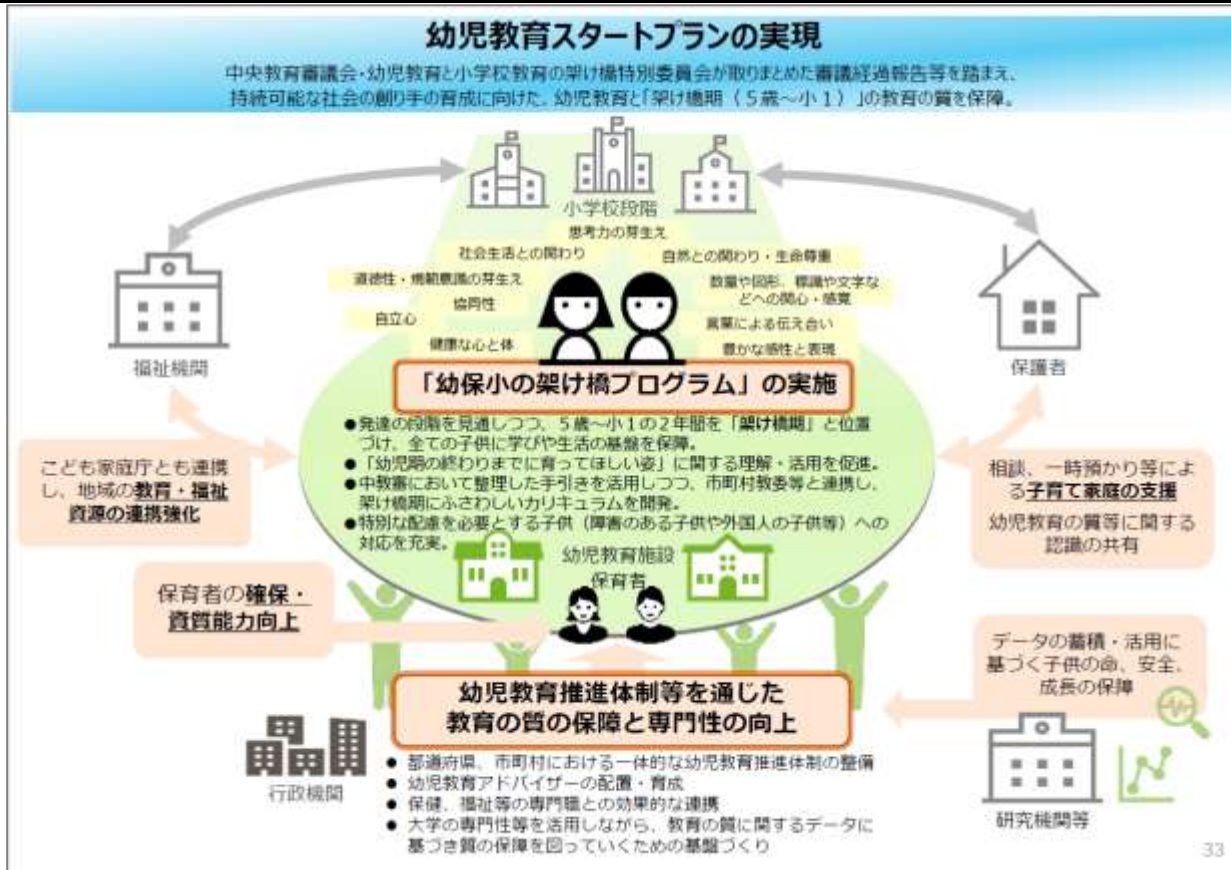 幼児教育スタートプランの実現
中央教育審議会・幼児教育と小学校教育の架け橋特別委員会が取りまとめた審議経過報告等を踏まえ、
持続可能な社会の創り手の育成に向けた、幼児教育と「架け橋期（５歳～小１）」の教育の質を保障。
小学校段階
思考力の芽生え
社会生活との関わり
自然との関わり・生命尊重
道徳性・規範意識の芽生え
数量や図形、標識や文字な
どへの関心・感覚
協同性
自立心
言葉による伝え合い
健康な心と体
豊かな感性と表現
福祉機関
保護者
「幼保小の架け橋プログラム」の実施
●発達の段階を見通しつつ、５歳～小１の２年間を「架け橋期」と位置
づけ、全ての子供に学びや生活の基盤を保障。
●「幼児期の終わりまでに育ってほしい姿」に関する理解・活用を促進。
●中教審において整理した手引きを活用しつつ、市町村教委等と連携し、
架け橋期にふさわしいカリキュラムを開発。
●特別な配慮を必要とする子供（障害のある子供や外国人の子供等）への
対応を充実。
こども家庭庁とも連携
し、地域の教育・福祉
資源の連携強化
相談、一時預かり等によ
る子育て家庭の支援
幼児教育の質等に関する
認識の共有
幼児教育施設
保育者
保育者の確保・
資質能力向上
データの蓄積・活用に
基づく子供の命、安全、
成長の保障
幼児教育推進体制等を通じた
教育の質の保障と専門性の向上
行政機関
● 都道府県、市町村における一体的な幼児教育推進体制の整備
● 幼児教育アドバイザーの配置・育成
● 保健、福祉等の専門職との効果的な連携
● 大学の専門性等を活用しながら、教育の質に関するデータに
基づき質の保障を図っていくための基盤づくり
研究機関等
33